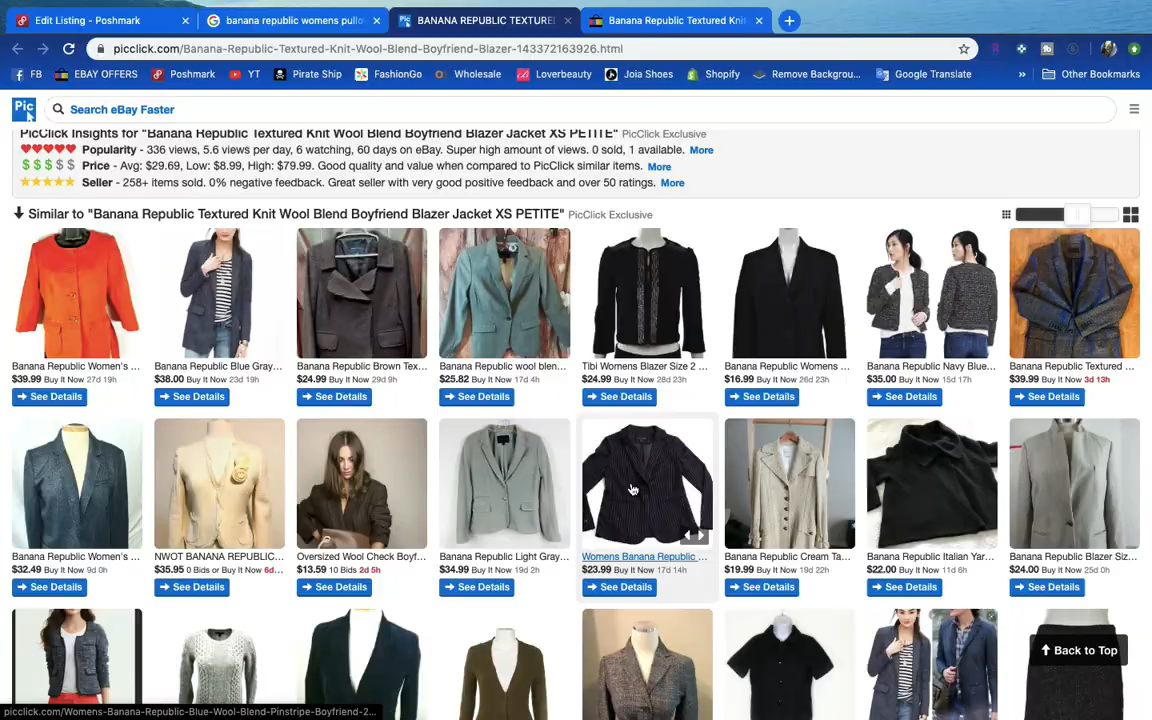 Edit Listing - Poshmark
banana republic womens pullo
BANANA REPUBLIC TEXTURE
Banana Republic Textured Knit
picclick.com/Banana-Republic-Textured-Knit-Wool-Blend-Boyfriend-Blazer-143372163926.html
FB
EBAY OFFERS
Poshmark
YT
Pirate Ship
FashionGo
Wholesale
Loverbeauty
Joia Shoes
Shopify
Remove Backgrou...
Google Translate
»
Other Bookmarks
Pic
Search eBay Faster
PicClick Insights for "Banana Republic Textured Knit Wool Blend Boyfriend Blazer Jacket XS PETITE" PicClick Exclusive
Popularity - 336 views, 5.6 views per day, 6 watching, 60 days on eBay. Super high amount of views. 0 sold, 1 available. More
$ $ $ $ $ Price - Avg: $29.69, Low: $8.99, High: $79.99. Good quality and value when compared to PicClick similar items. More
Seller - 258+ items sold. 0% negative feedback. Great seller with very good positive feedback and over 50 ratings. More
Similar to "Banana Republic Textured Knit Wool Blend Boyfriend Blazer Jacket XS PETITE" PicClick Exclusive
Banana Republic Women's ...
$39.99 Buy It Now 27d 19h
See Details
Banana Republic Blue Gray...
$38.00 Buy It Now 23d 19h
See Details
Banana Republic Brown Tex...
$24.99 Buy It Now 29d 9h
See Details
Banana Republic wool blen...
$25.82 Buy It Now 17d 4h
See Details
Tibi Womens Blazer Size 2 ...
$24.99 Buy It Now 28d 23h
See Details
Banana Republic Womens ...
$16.99 Buy It Now 26d 23h
See Details
Banana Republic Navy Blue...
$35.00 Buy It Now 15d 17h
See Details
Banana Republic Textured ...
$39.99 Buy It Now 3d 13h
See Details
Banana Republic Women's ...
$32.49 Buy It Now 9d 0h
See Details
NWOT BANANA REPUBLIC...
$35.95 0 Bids or Buy It Now 6d...
See Details
Oversized Wool Check Boyf...
$13.59 10 Bids 2d 5h
See Details
Banana Republic Light Gray...
$34.99 Buy It Now 19d 2h
See Details
Womens Banana Republic ...
$23.99 Buy It Now 17d 14h
See Details
Banana Republic Cream Ta...
$19.99 Buy It Now 19d 22h
See Details
Banana Republic Italian Yar...
$22.00 Buy It Now 11d 6h
See Details
Banana Republic Blazer Siz...
$24.00 Buy It Now 25d 0h
See Details
Back to Top
picclick.com/Womens-Banana-Republic-Blue-Wool-Blend-Pinstripe-Boyfriend-2...